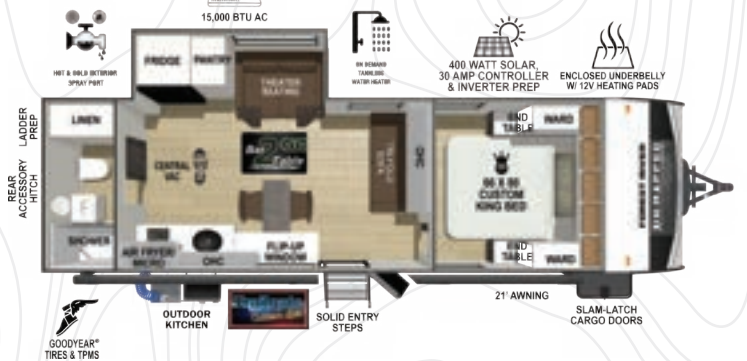 15,000 BTU AC
HOT & COLD EXTERIOR
SPRAY PORT
ON DEMAND
TANKLESS
WATER HEATER
400 WATT SOLAR,
30 AMP CONTROLLER
& INVERTER PREP
ENCLOSED UNDERBELLY
W/ 12V HEATING PADS
FRIDGE
PANTRY
THEATER
SEATING
LADDER
PREP
LINEN
REAR
ACCESSORY
HITCH
CENTRAL
VAC
OHC
END
TABLE
WARD
CUSTOM
KING BED
FOREST RIVER
SHOWER
AIR FRYER/
MICRO
OHC
FLIP-UP
WINDOW
END
TABLE
WARD
21' AWNING
OUTDOOR
KITCHEN
SOLID ENTRY
STEPS
SLAM-LATCH
CARGO DOORS
GOODYEAR®
TIRES & TPMS